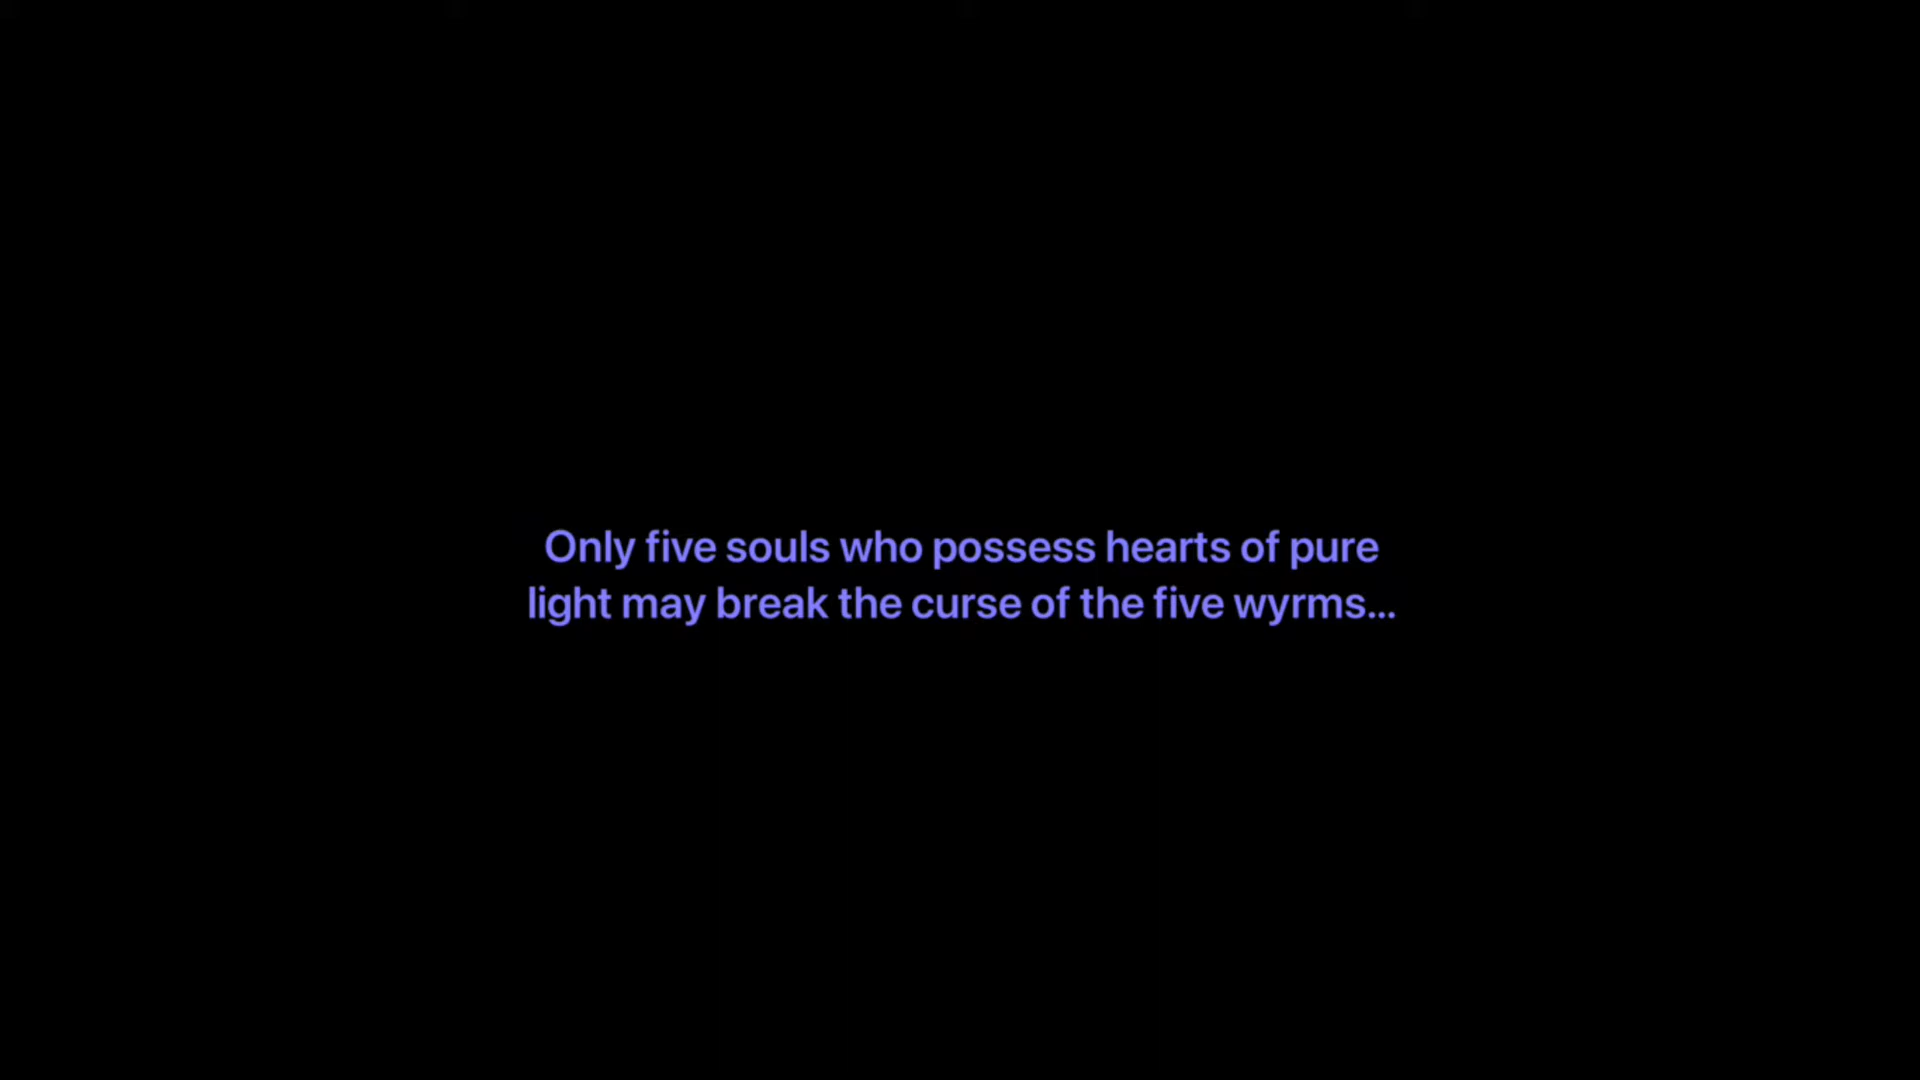 Only five souls who possess hearts of pure
light may break the curse of the five wyrms...